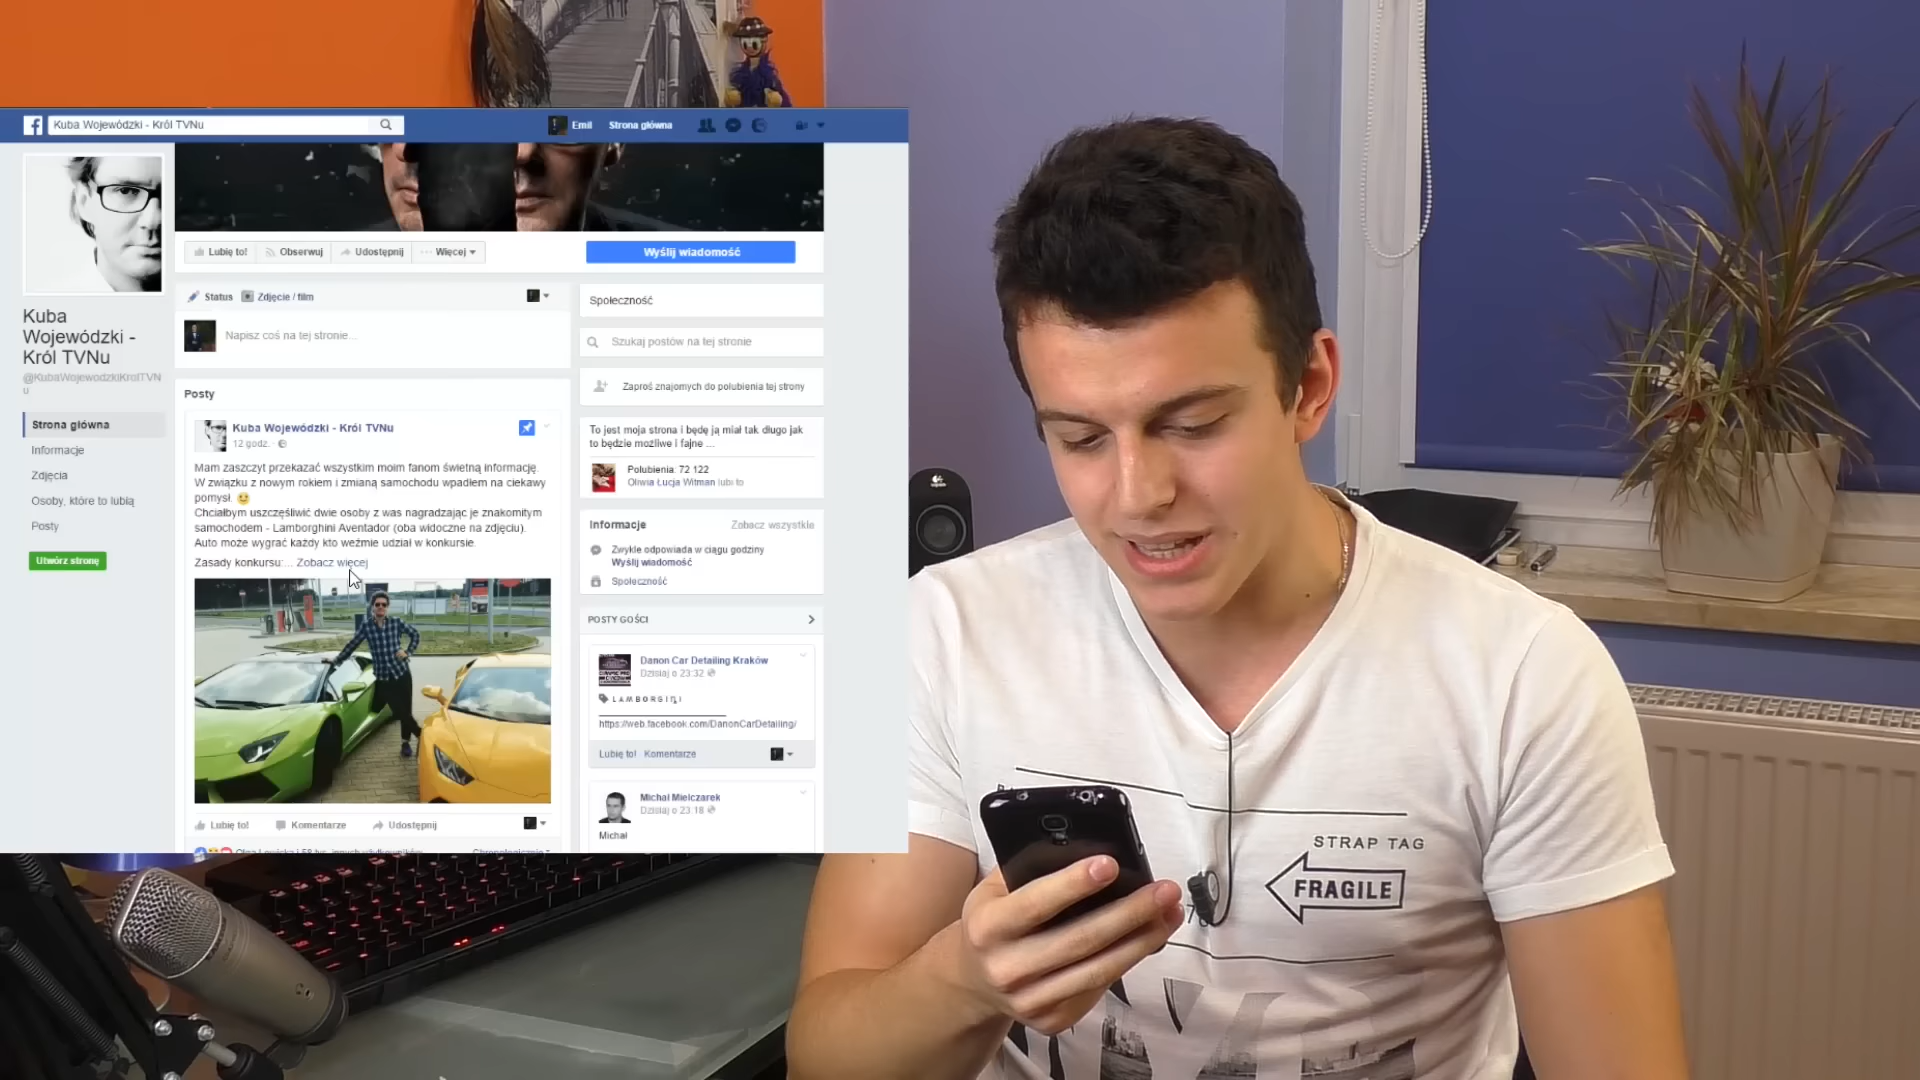 Kuba Wojewódzki - Król TVNu
Emil
Strona główna
Lubię to!
Obserwuj
Udostępnij
Więcej
Wyślij wiadomość
Kuba
Wojewódzki -
Król TVNu
@KubaWojewodzkiKrolTVN
u
Strona główna
Informacje
Zdjęcia
Osoby, które to lubią
Posty
Utwórz stronę
Status
Zdjęcie / film
Napisz coś na tej stronie...
Posty
Kuba Wojewódzki - Król TVNu
12 godz. ·
Mam zaszczyt przekazać wszystkim moim fanom świetną informację.
W związku z nowym rokiem i zmianą samochodu wpadłem na ciekawy
pomysł.
Chciałbym uszczęśliwić dwie osoby z was nagradzając je znakomitym
samochodem - Lamborghini Aventador (oba widoczne na zdjęciu).
Auto może wygrać każdy kto weźmie udział w konkursie.
Zasady konkursu:... Zobacz więcej
Lubię to!
Komentarze
Udostępnij
Społeczność
Szukaj postów na tej stronie
Zaproś znajomych do polubienia tej strony
To jest moja strona i będę ją miał tak długo jak
to będzie możliwe i fajne ...
Polubienia: 72 122
Oliwia Łucja Witman lubi to
Informacje
Zobacz wszystkie
Zwykle odpowiada w ciągu godziny
Wyślij wiadomość
Społeczność
POSTY GOŚCI
Danon Car Detailing Kraków
Dzisiaj o 23:32
https://web.facebook.com/DanonCarDetailing/
Lubię to! · Komentarze
Michał Mielczarek
Dzisiaj o 23:18
Michał
STRAP TAG
FRAGILE